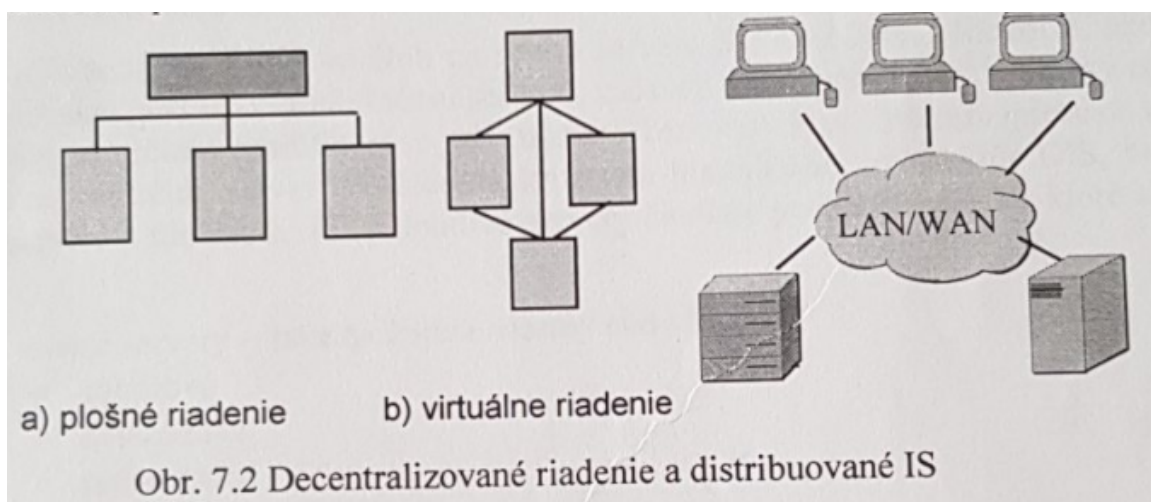 LAN/WAN
a) plošné riadenie
b) virtuálne riadenie
Obr. 7.2 Decentralizované riadenie a distribuované IS